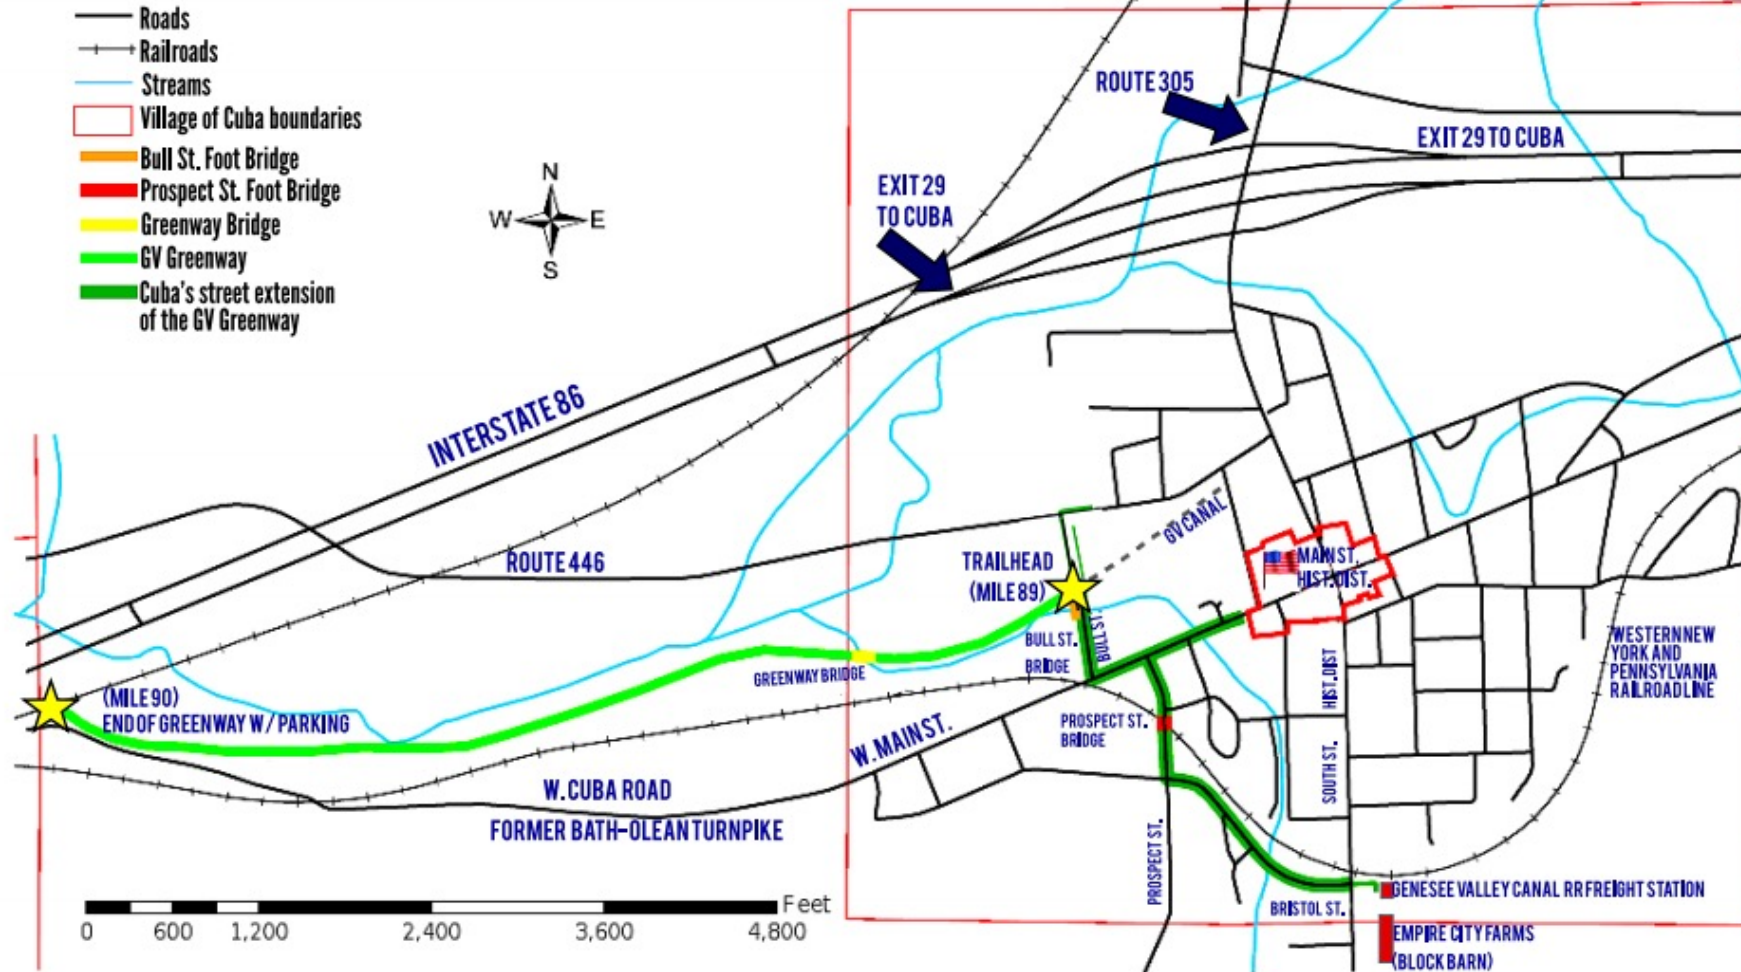 Roads
Railroads
Streams
Village of Cuba boundaries
Bull St. Foot Bridge
Prospect St. Foot Bridge
Greenway Bridge
GV Greenway
Cuba's street extension
of the GV Greenway
N
W
E
S
ROUTE 305
EXIT 29 TO CUBA
EXIT 29
TO CUBA
INTERSTATE 86
ROUTE 446
GV CANAL
TRAILHEAD
(MILE 89)
MAIN ST.
HIST. DIST.
BULL ST.
BRIDGE
BULL ST
GREENWAY BRIDGE
(MILE 90)
END OF GREENWAY W/ PARKING
PROSPECT ST.
BRIDGE
W. MAIN ST.
HIST. DIST
SOUTH ST.
WESTERN NEW
YORK AND
PENNSYLVANIA
RAILROAD LINE
W. CUBA ROAD
FORMER BATH-OLEAN TURNPIKE
PROSPECT ST.
GENESEE VALLEY CANAL RR FREIGHT STATION
BRISTOL ST.
EMPIRE CITY FARMS
(BLOCK BARN)
Feet
0 600 1,200 2,400 3,600 4,800